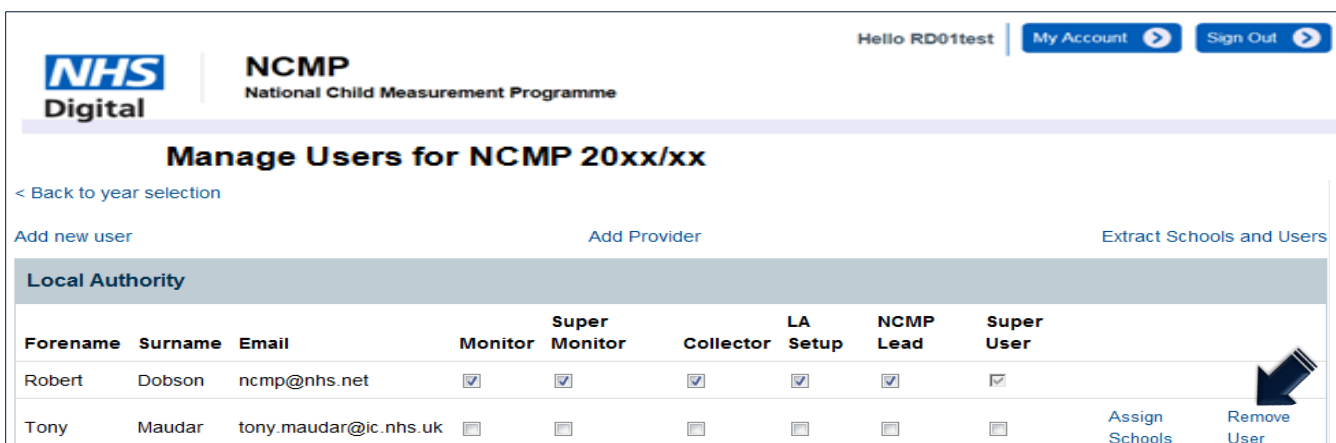 Hello RD01test My Account Sign Out
NHS
Digital
NCMP
National Child Measurement Programme
Manage Users for NCMP 20xx/xx
< Back to year selection
Add new user Add Provider Extract Schools and Users
Local Authority
Forename Surname Email Monitor Super Monitor Collector LA Setup NCMP Lead Super User
Robert Dobson ncmp@nhs.net
Tony Maudar tony.maudar@ic.nhs.uk Assign Schools Remove User